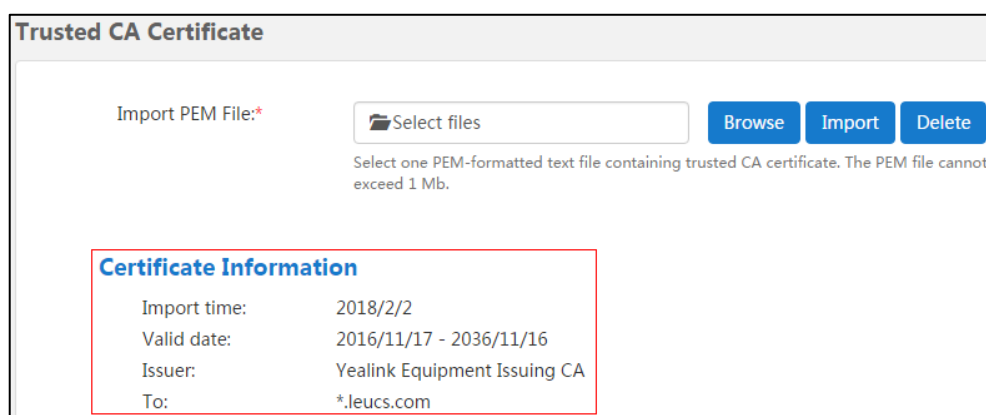 Trusted CA Certificate
Import PEM File:* Select files Browse Import Delete
Select one PEM-formatted text file containing trusted CA certificate. The PEM file cannot
exceed 1 Mb.
Certificate Information
Import time: 2018/2/2
Valid date: 2016/11/17 - 2036/11/16
Issuer: Yealink Equipment Issuing CA
To: *.leucs.com